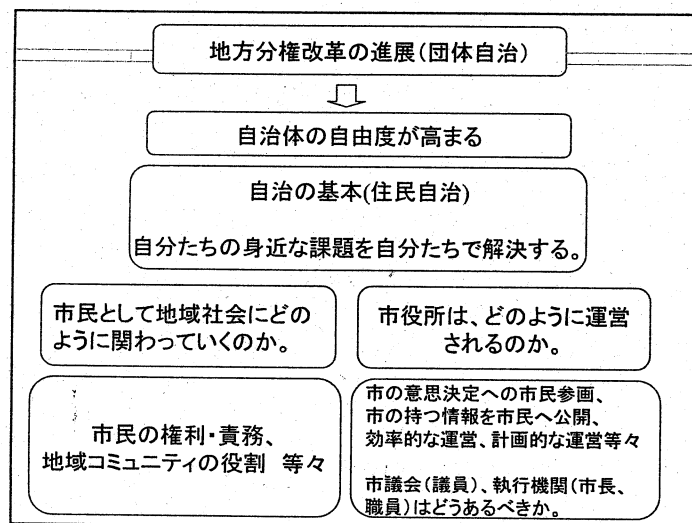 地方分権改革の進展(団体自治)
自治体の自由度が高まる
自治の基本(住民自治)
自分たちの身近な課題を自分たちで解決する。
市民として地域社会にどの
ように関わっていくのか。
市役所は、どのように運営
されるのか。
市民の権利・責務、
地域コミュニティの役割 等々
市の意思決定への市民参画、
市の持つ情報を市民へ公開、
効率的な運営、計画的な運営等々
市議会(議員)、執行機関(市長、
職員)はどうあるべきか。